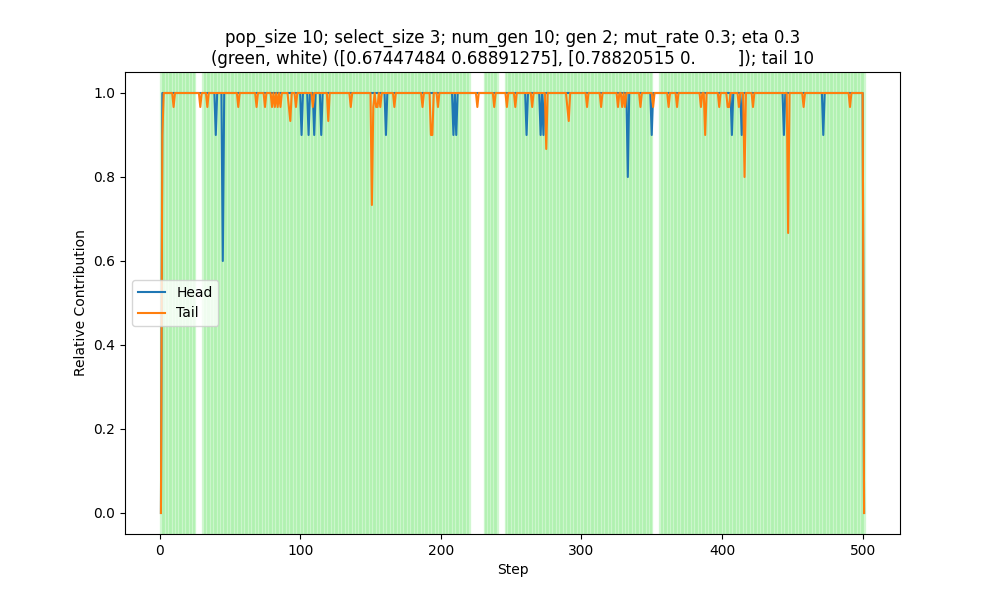 pop_size 10; select_size 3; num_gen 10; gen 2; mut_rate 0.3; eta 0.3
(green, white) ([0.67447484 0.68891275], [0.78820515 0.        ]); tail 10
1.0
0.8
0.6
0.4
0.2
0.0
Relative Contribution
Head
Tail
0
100
200
300
400
500
Step